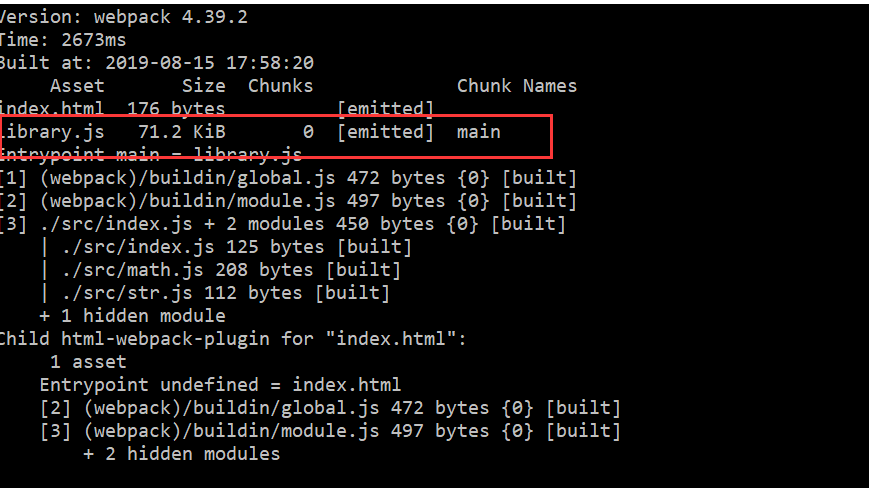 Version: webpack 4.39.2
Time: 2673ms
Built at: 2019-08-15 17:58:20
Asset Size Chunks Chunk Names
index.html 176 bytes [emitted]
library.js 71.2 KiB 0 [emitted] main
Entrypoint main = library.js
[1] (webpack)/buildin/global.js 472 bytes {0} [built]
[2] (webpack)/buildin/module.js 497 bytes {0} [built]
[3] ./src/index.js + 2 modules 450 bytes {0} [built]
| ./src/index.js 125 bytes [built]
| ./src/math.js 208 bytes [built]
| ./src/str.js 112 bytes [built]
+ 1 hidden module
Child html-webpack-plugin for "index.html":
1 asset
Entrypoint undefined = index.html
[2] (webpack)/buildin/global.js 472 bytes {0} [built]
[3] (webpack)/buildin/module.js 497 bytes {0} [built]
+ 2 hidden modules